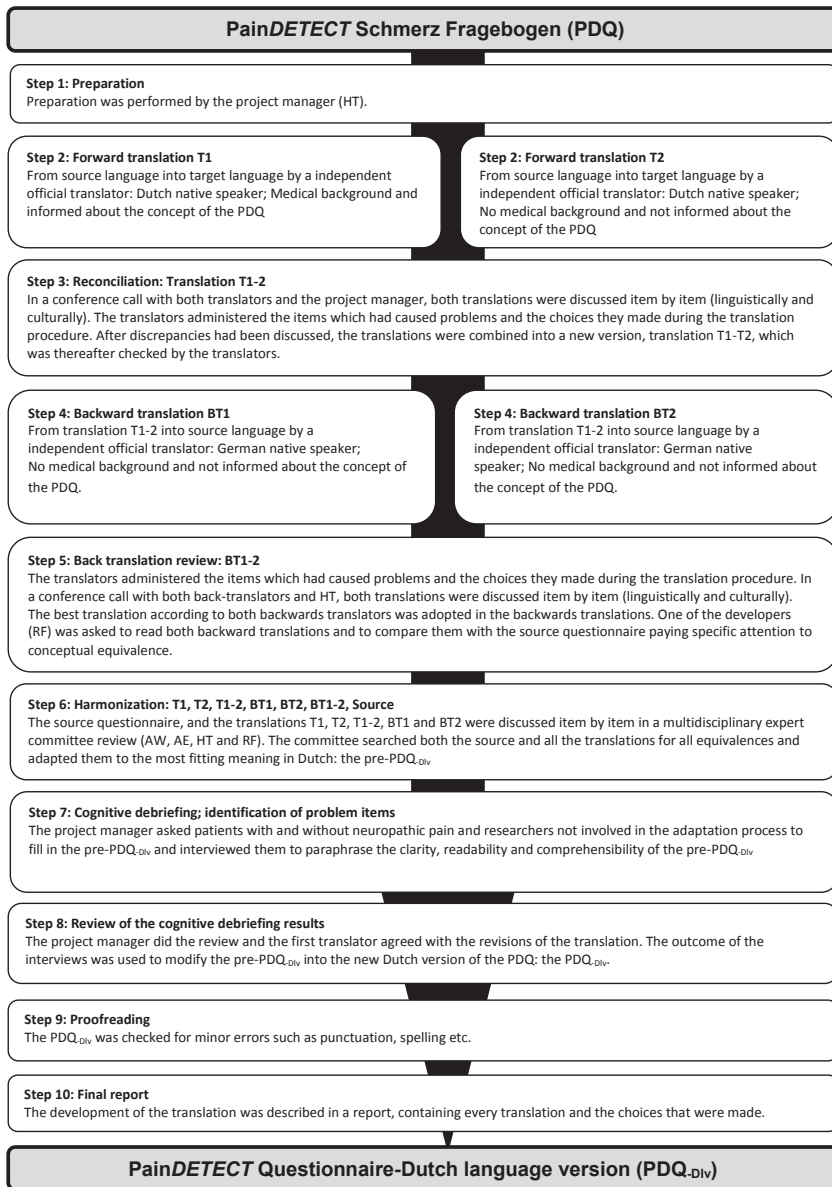 PainDETECT Schmerz Fragebogen (PDQ)
Step 1: Preparation
Preparation was performed by the project manager (HT).
Step 2: Forward translation T1
From source language into target language by a independent
official translator: Dutch native speaker; Medical background and
informed about the concept of the PDQ
Step 2: Forward translation T2
From source language into target language by a
independent official translator: Dutch native speaker;
No medical background and not informed about the
concept of the PDQ
Step 3: Reconciliation: Translation T1-2
In a conference call with both translators and the project manager, both translations were discussed item by item (linguistically and
culturally). The translators administered the items which had caused problems and the choices they made during the translation
procedure. After discrepancies had been discussed, the translations were combined into a new version, translation T1-T2, which
was thereafter checked by the translators.
Step 4: Backward translation BT1
From translation T1-2 into source language by a
independent official translator: German native speaker;
No medical background and not informed about the concept of
the PDQ.
Step 4: Backward translation BT2
From translation T1-2 into source language by a
independent official translator: German native
speaker; No medical background and not informed about
the concept of the PDQ.
Step 5: Back translation review: BT1-2
The translators administered the items which had caused problems and the choices they made during the translation procedure. In
a conference call with both back-translators and HT, both translations were discussed item by item (linguistically and culturally).
The best translation according to both backwards translators was adopted in the backwards translations. One of the developers
(RF) was asked to read both backward translations and to compare them with the source questionnaire paying specific attention to
conceptual equivalence.
Step 6: Harmonization: T1, T2, T1-2, BT1, BT2, BT1-2, Source
The source questionnaire, and the translations T1, T2, T1-2, BT1 and BT2 were discussed item by item in a multidisciplinary expert
committee review (AW, AE, HT and RF). The committee searched both the source and all the translations for all equivalences and
adapted them to the most fitting meaning in Dutch: the pre-PDQ-Dlv
Step 7: Cognitive debriefing; identification of problem items
The project manager asked patients with and without neuropathic pain and researchers not involved in the adaptation process to
fill in the pre-PDQ-Dlv and interviewed them to paraphrase the clarity, readability and comprehensibility of the pre-PDQ-Dlv
Step 8: Review of the cognitive debriefing results
The project manager did the review and the first translator agreed with the revisions of the translation. The outcome of the
interviews was used to modify the pre-PDQ-Dlv into the new Dutch version of the PDQ: the PDQ-Dlv.
Step 9: Proofreading
The PDQ-Dlv was checked for minor errors such as punctuation, spelling etc.
Step 10: Final report
The development of the translation was described in a report, containing every translation and the choices that were made.
PainDETECT Questionnaire-Dutch language version (PDQ-Dlv)